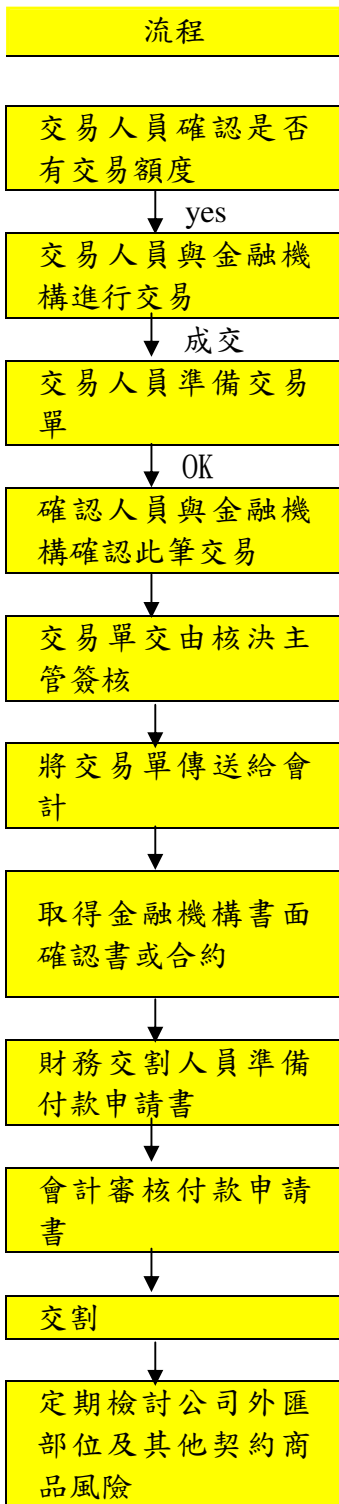 流程
交易人員確認是否
有交易額度
yes
交易人員與金融機
構進行交易
成交
交易人員準備交易
單
OK
確認人員與金融機
構確認此筆交易
交易單交由核決主
管簽核
將交易單傳送給會
計
取得金融機構書面
確認書或合約
財務交割人員準備
付款申請書
會計審核付款申請
書
交割
定期檢討公司外匯
部位及其他契約商
品風險